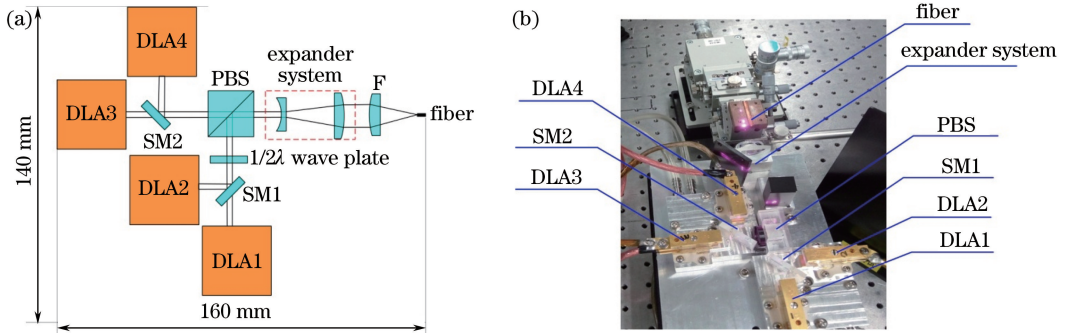 (a)
DLA4
expander
system
PBS
F
DLA3
fiber
SM2
1/2λ wave plate
DLA2
SM1
DLA1
140 mm
160 mm
(b)
fiber
expander system
DLA4
PBS
SM2
SM1
DLA3
DLA2
DLA1